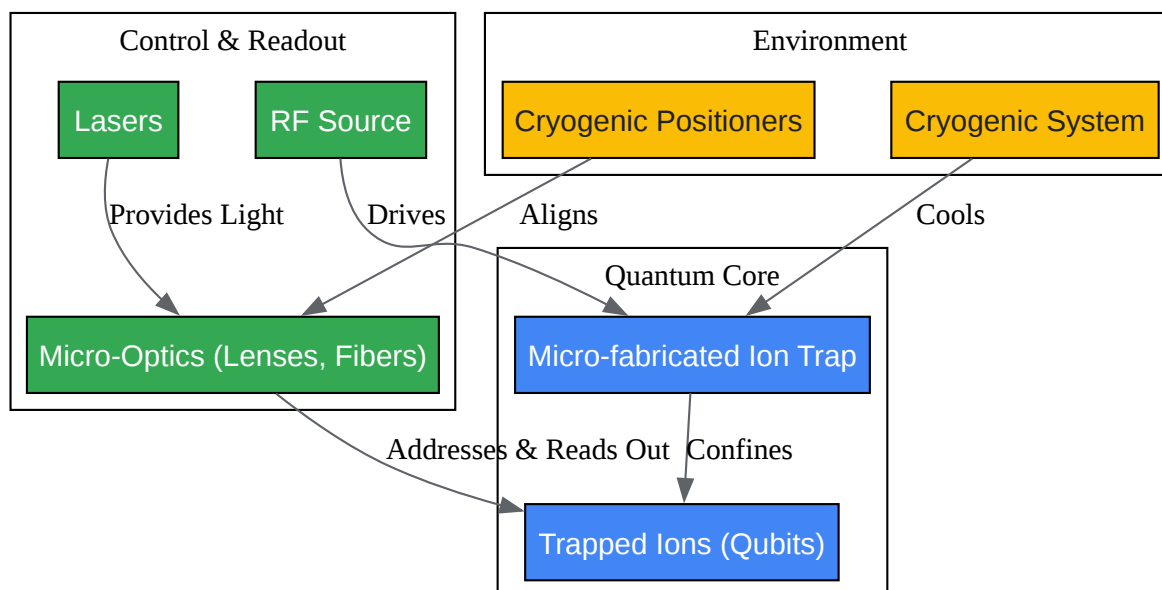 Control & Readout
Environment
Lasers
RF Source
Cryogenic Positioners
Cryogenic System
Provides Light
Drives
Aligns
Cools
Quantum Core
Micro-Optics (Lenses, Fibers)
Micro-fabricated Ion Trap
Addresses & Reads Out
Confines
Trapped Ions (Qubits)